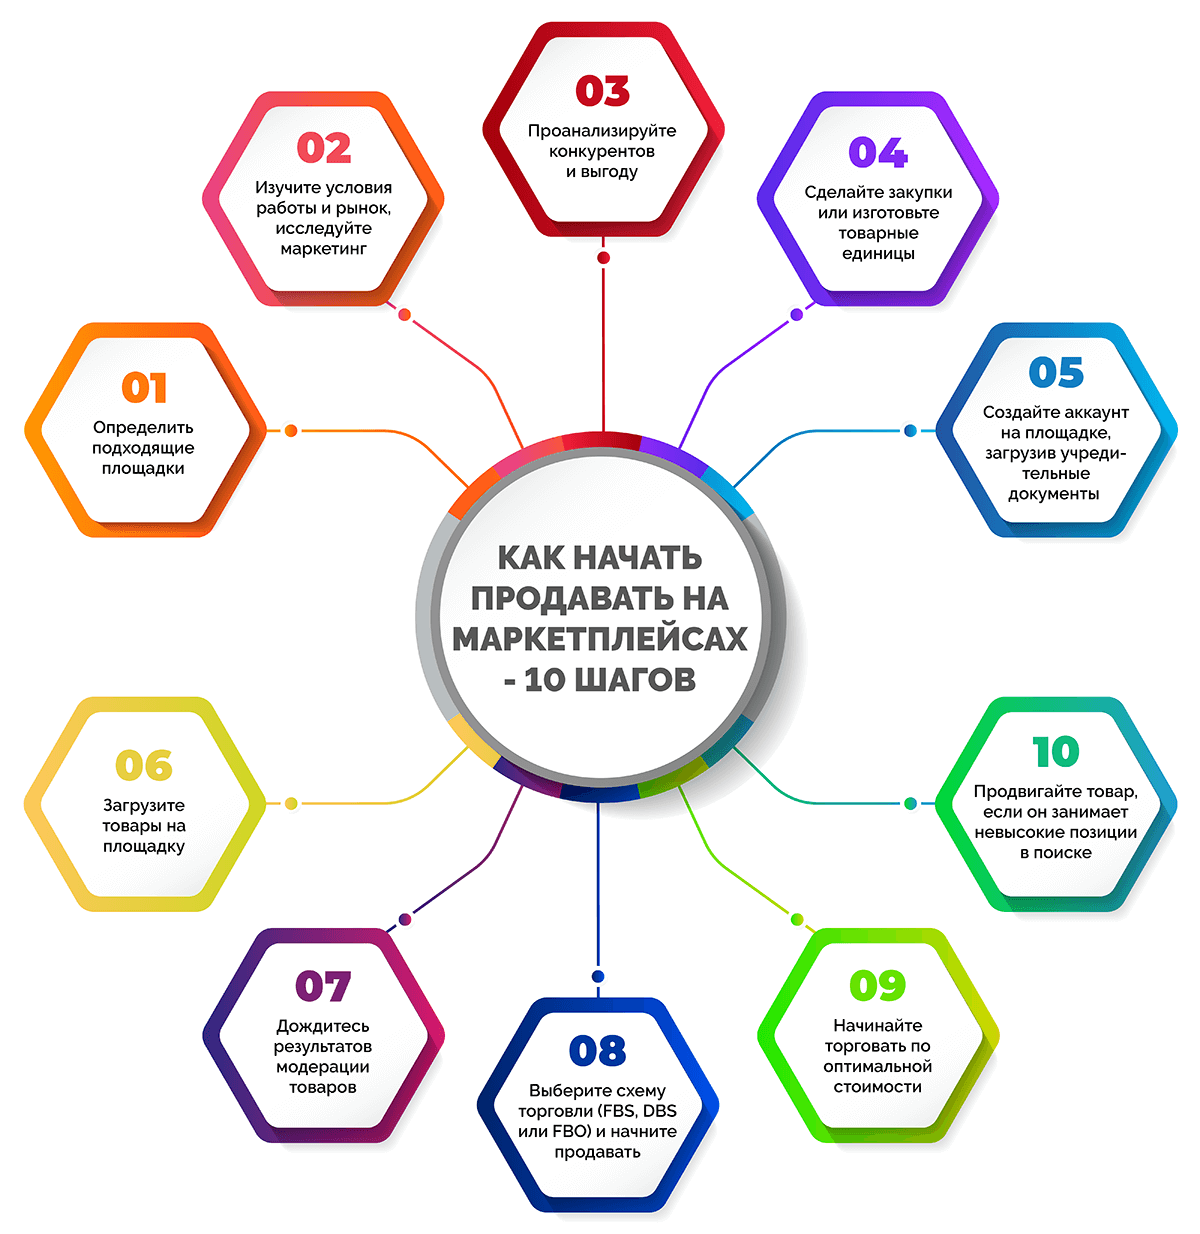 КАК НАЧАТЬ
ПРОДАВАТЬ НА
МАРКЕТПЛЕЙСАХ
- 10 ШАГОВ
01
Определить
подходящие
площадки
02
Изучите условия
работы и рынок,
исследуйте
маркетинг
03
Проанализируйте
конкурентов
и выгоду
04
Сделайте закупки
или изготовьте
товарные
единицы
05
Создайте аккаунт
на площадке,
загрузив учреди-
тельные
документы
06
Загрузите
товары на
площадку
07
Дождитесь
результатов
модерации
товаров
08
Выберите схему
торговли (FBS, DBS
или FBO) и начните
продавать
09
Начинайте
торговать по
оптимальной
стоимости
10
Продвигайте товар,
если он занимает
невысокие позиции
в поиске